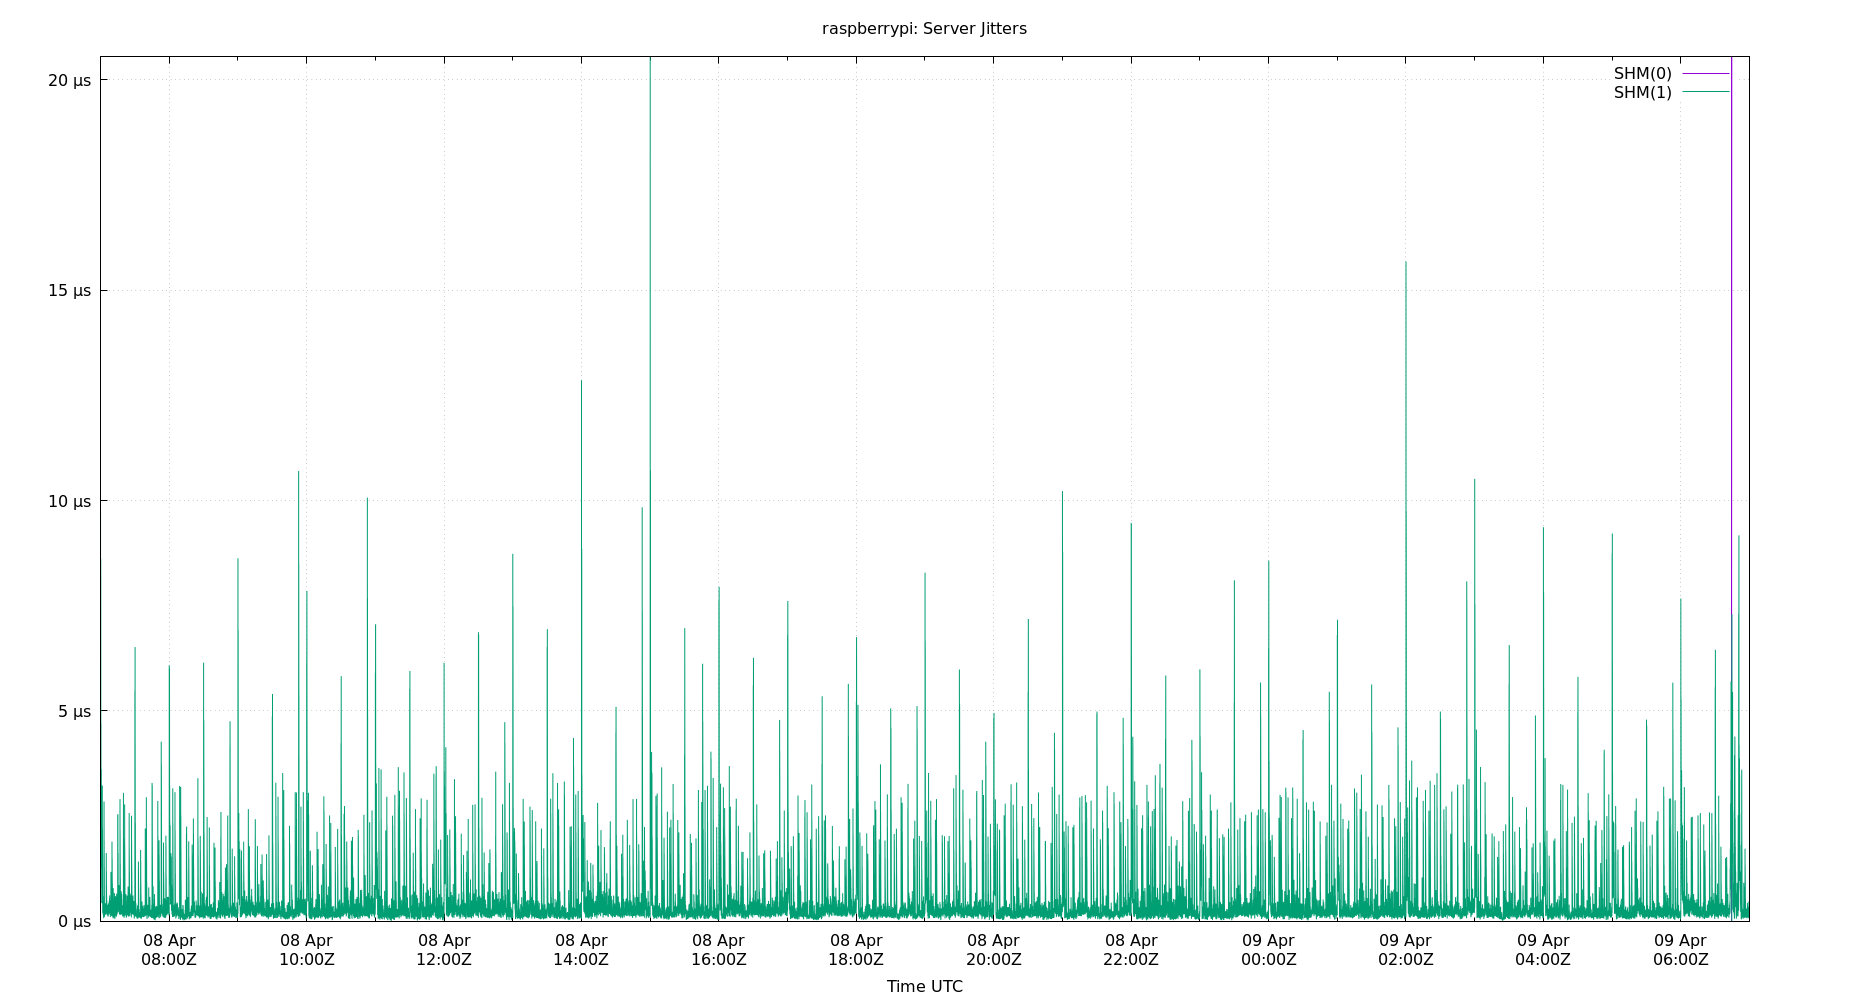 raspberrypi: Server Jitters
SHM(0)
SHM(1)
20 µs
15 µs
10 µs
5 µs
0 µs
08 Apr 08 Apr 08 Apr 08 Apr 08 Apr 08 Apr 08 Apr 08 Apr 09 Apr 09 Apr 09 Apr 09 Apr
08:00Z 10:00Z 12:00Z 14:00Z 16:00Z 18:00Z 20:00Z 22:00Z 00:00Z 02:00Z 04:00Z 06:00Z
Time UTC